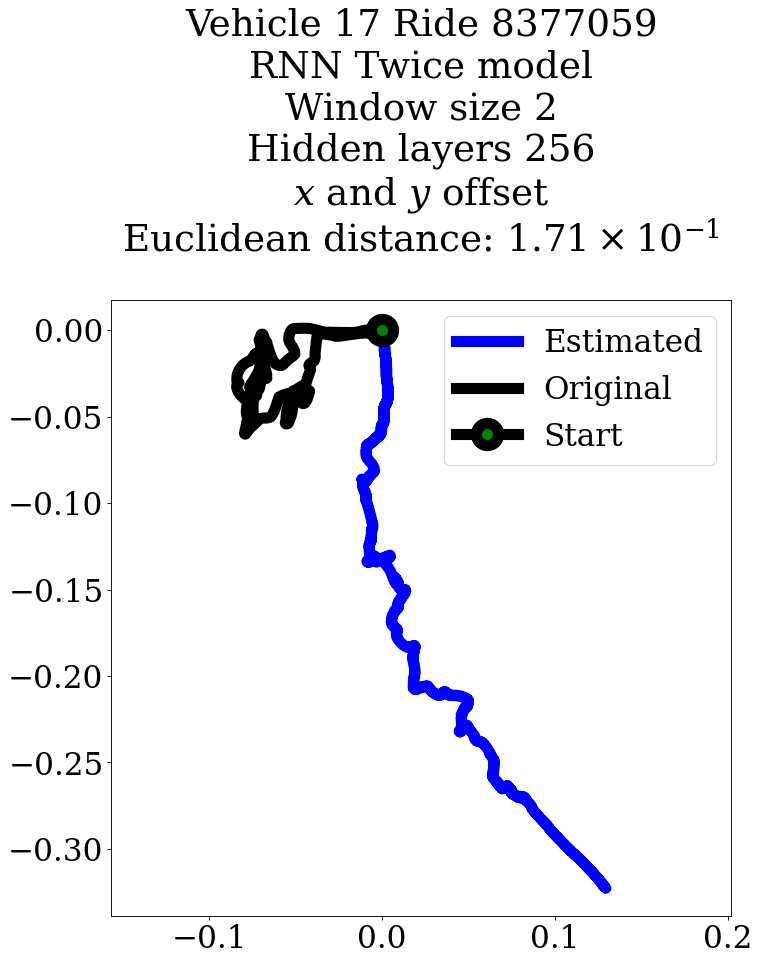 Vehicle 17 Ride 8377059
RNN Twice model
Window size 2
Hidden layers 256
x and y offset
Euclidean distance: 1.71 × 10⁻¹
Estimated
Original
Start
0.00
−0.05
−0.10
−0.15
−0.20
−0.25
−0.30
−0.1
0.0
0.1
0.2